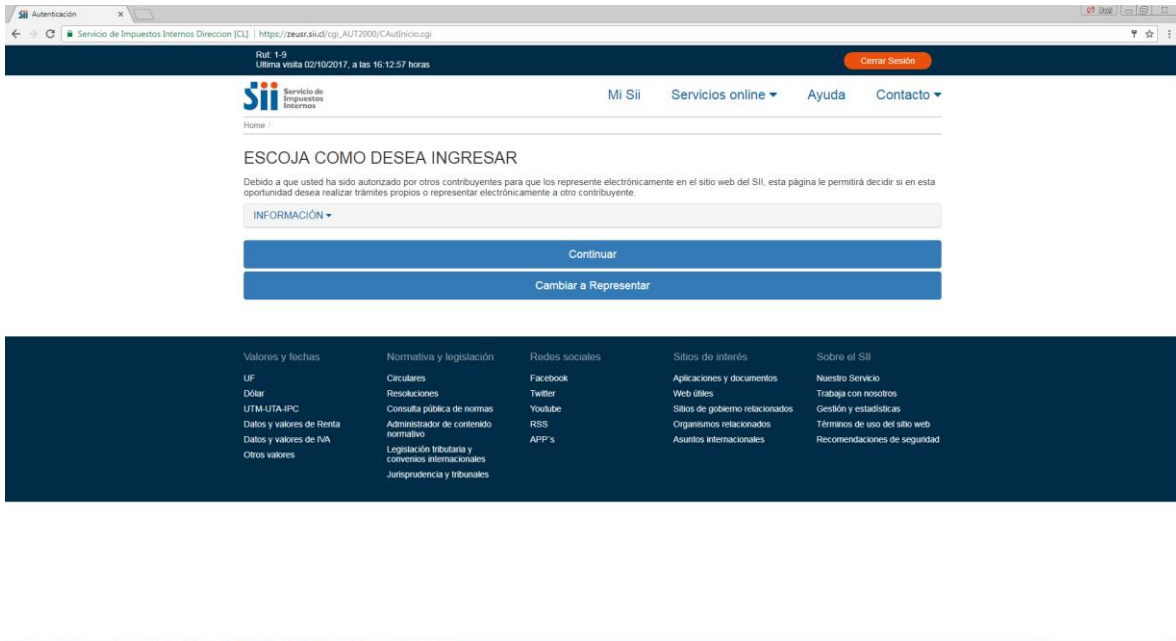 Autenticación
Servicio de Impuestos Internos Direccion [CL] | https://zeusr.sii.cl/cgi_AUT2000/CAutInicio.cgi
Rut: 1-9
Ultima visita 02/10/2017, a las 16:12:57 horas
Cerrar Sesión
Sii Servicio de
Impuestos
Internos
Mi Sii Servicios online Ayuda Contacto
Home /
ESCOJA COMO DESEA INGRESAR
Debido a que usted ha sido autorizado por otros contribuyentes para que los represente electrónicamente en el sitio web del SII, esta página le permitirá decidir si en esta
oportunidad desea realizar trámites propios o representar electrónicamente a otro contribuyente.
INFORMACIÓN
Continuar
Cambiar a Representar
Valores y fechas
UF
Dólar
UTM-UTA-IPC
Datos y valores de Renta
Datos y valores de IVA
Otros valores
Normativa y legislación
Circulares
Resoluciones
Consulta pública de normas
Administrador de contenido
normativo
Legislación tributaria y
convenios internacionales
Jurisprudencia y tribunales
Redes sociales
Facebook
Twitter
Youtube
RSS
APP's
Sitios de interés
Aplicaciones y documentos
Web útiles
Sitios de gobierno relacionados
Organismos relacionados
Asuntos internacionales
Sobre el SII
Nuestro Servicio
Trabaja con nosotros
Gestión y estadísticas
Términos de uso del sitio web
Recomendaciones de seguridad